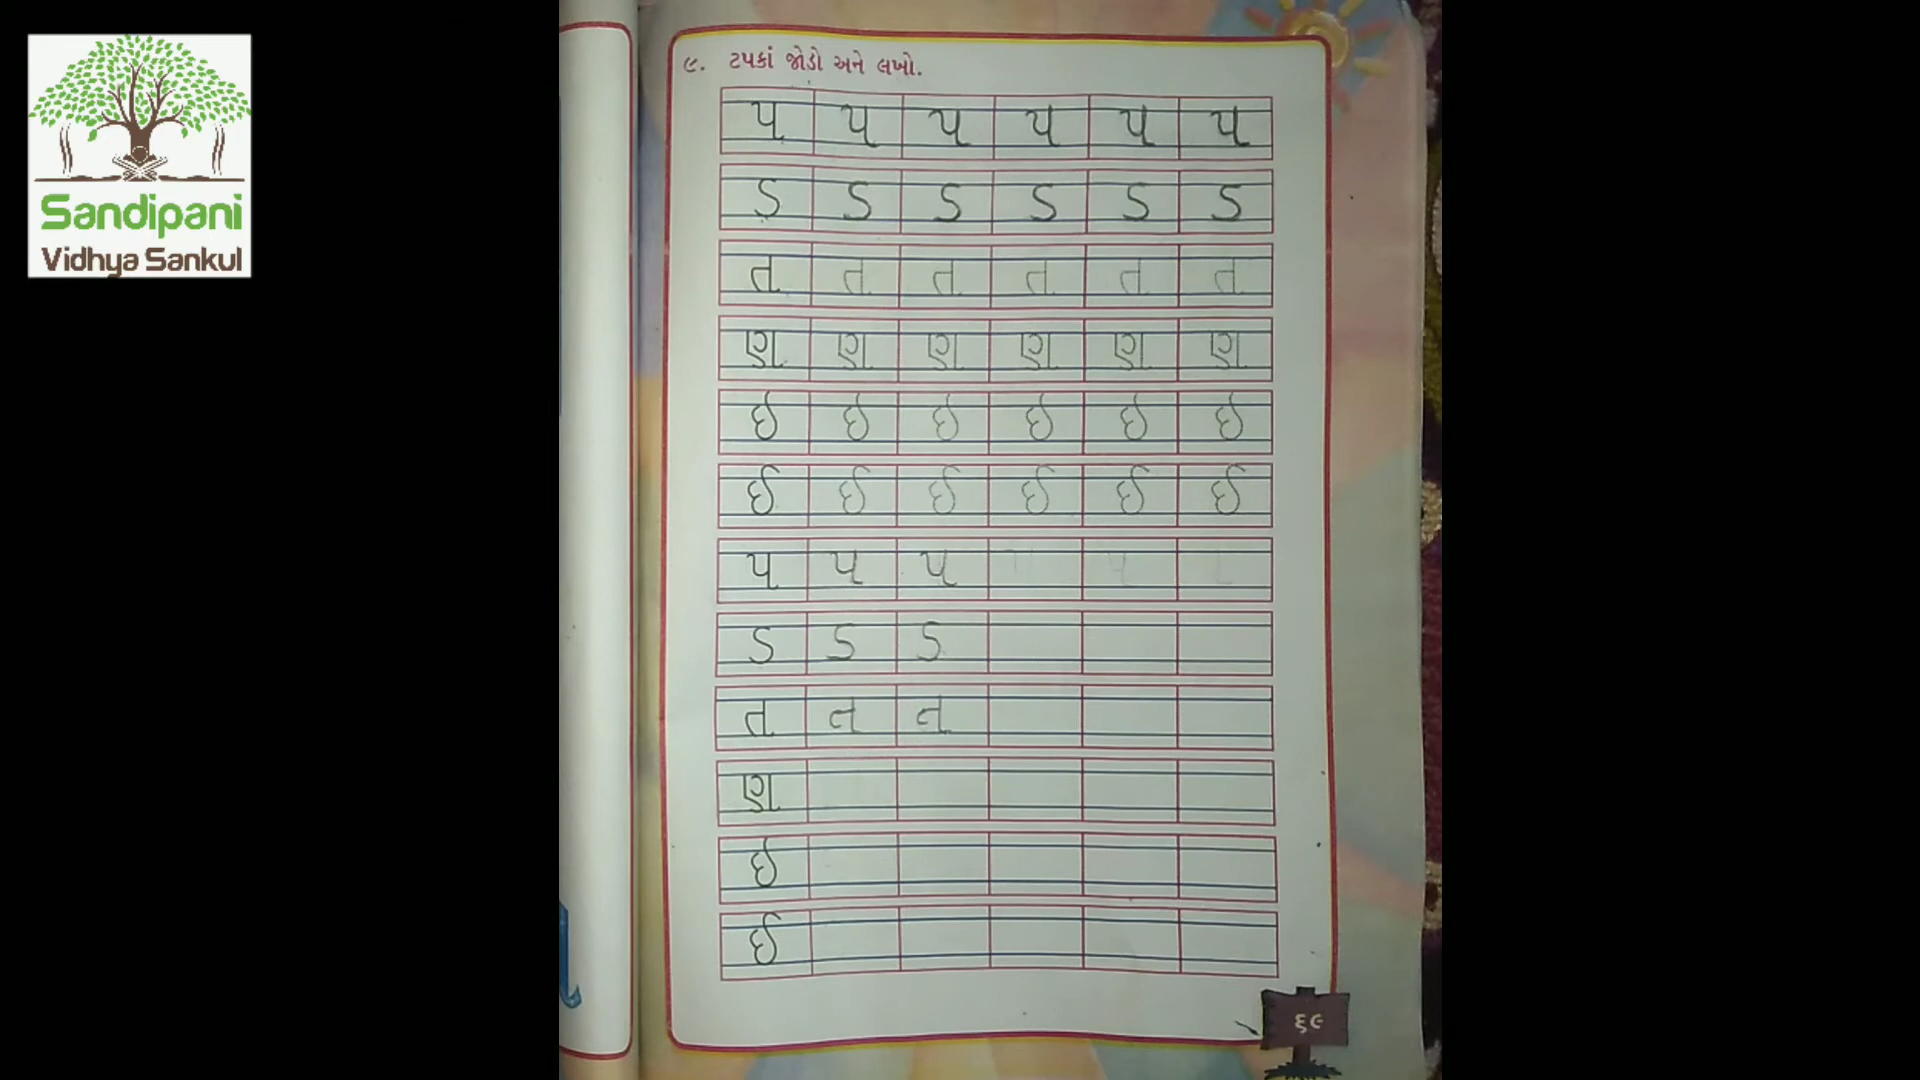 Sandipani
Vidhya Sankul
૯. ટપકાં જોડો અને લખો.
પ પ પ પ પ પ
ડ ડ ડ ડ ડ ડ
ત ત ત ત ત ત
ણ ણ ણ ણ ણ ણ
ઇ ઇ ઇ ઇ ઇ ઇ
ઈ ઈ ઈ ઈ ઈ ઈ
પ પ પ
ડ ડ ડ
ત ત ત
ણ
ઇ
ઈ
૬૯